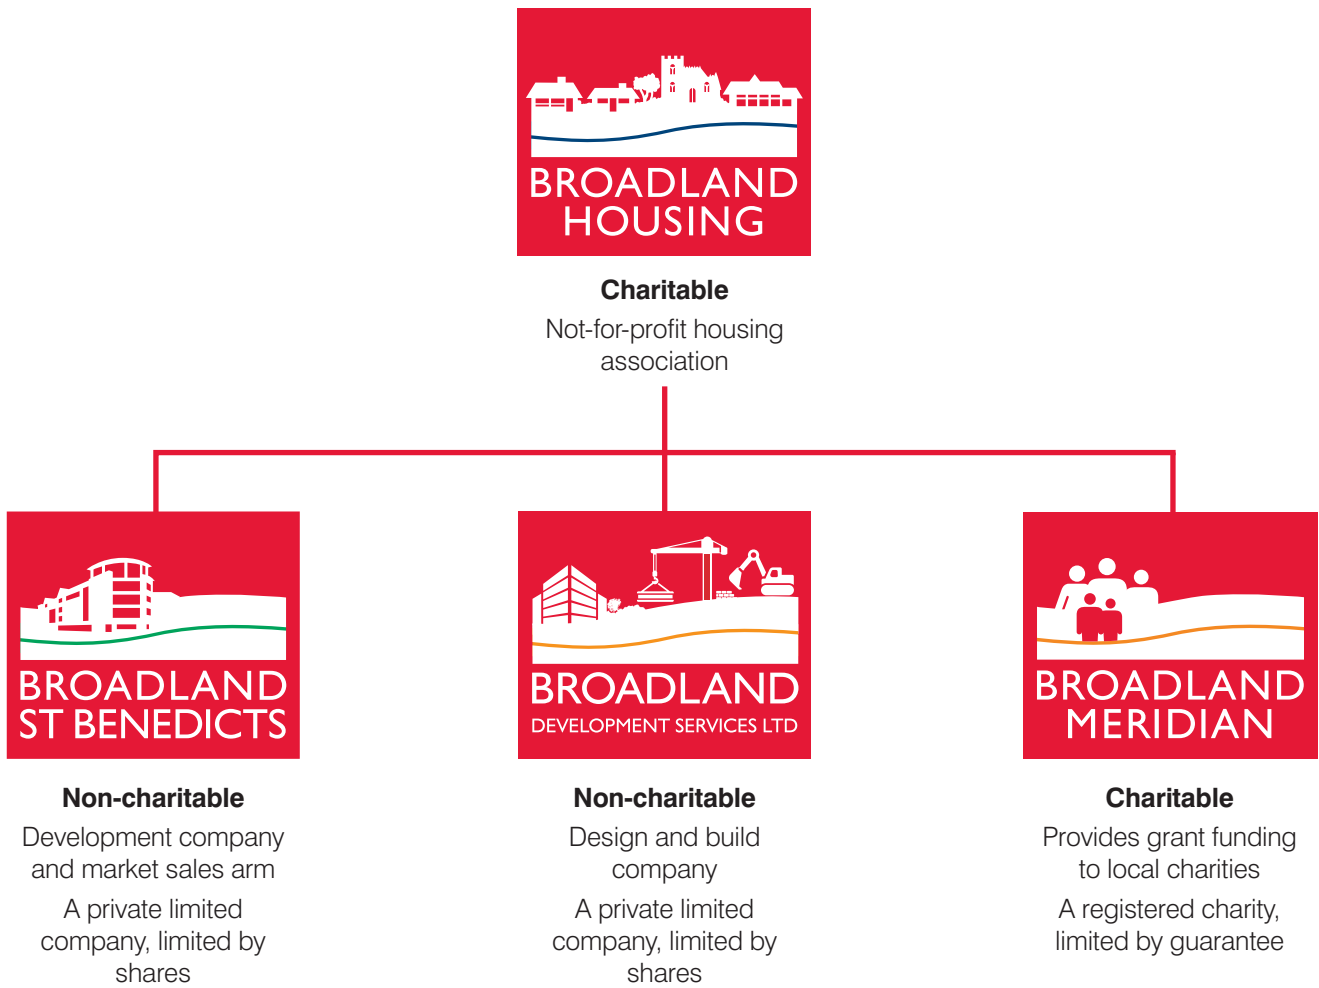 BROADLAND
HOUSING
Charitable
Not-for-profit housing
association
BROADLAND
ST BENEDICTS
Non-charitable
Development company
and market sales arm
A private limited
company, limited by
shares
BROADLAND
DEVELOPMENT SERVICES LTD
Non-charitable
Design and build
company
A private limited
company, limited by
shares
BROADLAND
MERIDIAN
Charitable
Provides grant funding
to local charities
A registered charity,
limited by guarantee